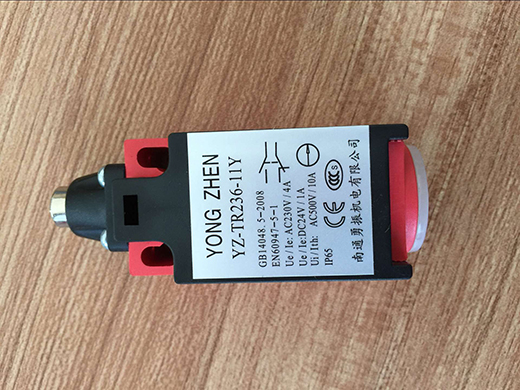 YONG ZHEN
YZ-TR236-11Y
GB14048.5-2008
EN60947-5-1
Ue/Ie:AC230V/4A
Ue/Ie:DC24V/1A
Ui/Ith: AC500V/10A
IP65
CE
CCC S
南通勇振机电有限公司